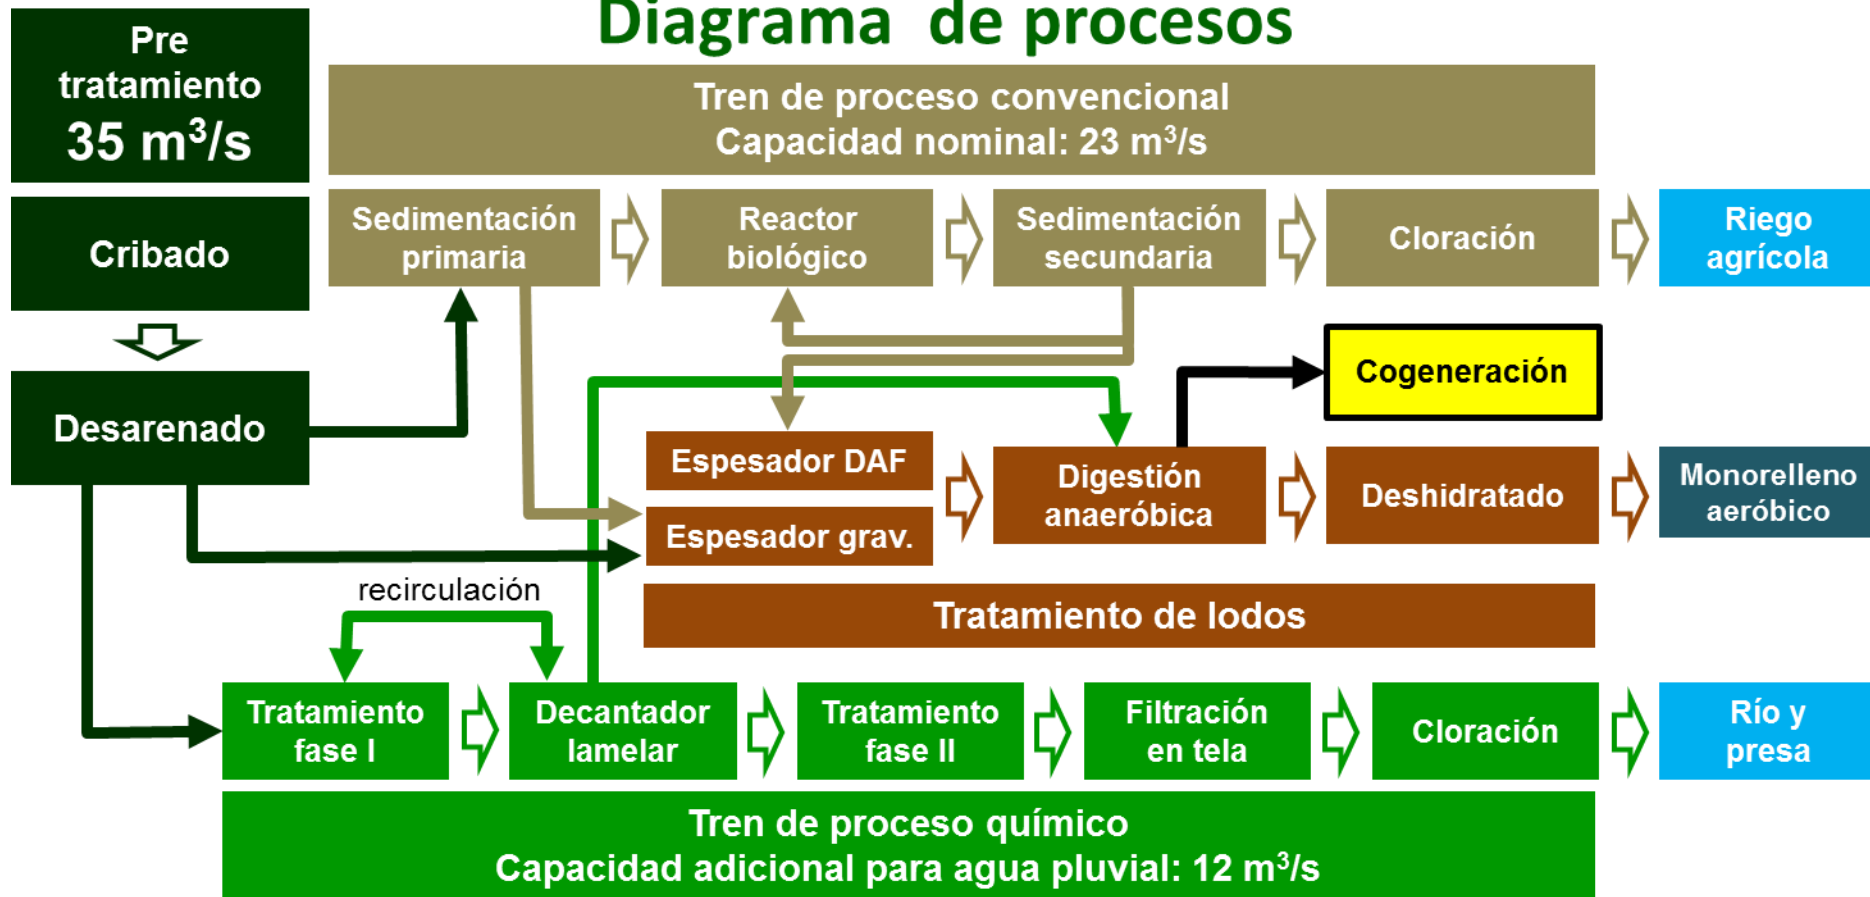 Diagrama de procesos
Pre
tratamiento
35 m³/s
Tren de proceso convencional
Capacidad nominal: 23 m³/s
Cribado
Sedimentación
primaria
Reactor
biológico
Sedimentación
secundaria
Cloración
Riego
agrícola
Cogeneración
Desarenado
Espesador DAF
Espesador grav.
Digestión
anaeróbica
Deshidratado
Monorelleno
aeróbico
Tratamiento de lodos
recirculación
Tratamiento
fase I
Decantador
lamelar
Tratamiento
fase II
Filtración
en tela
Cloración
Río y
presa
Tren de proceso químico
Capacidad adicional para agua pluvial: 12 m³/s